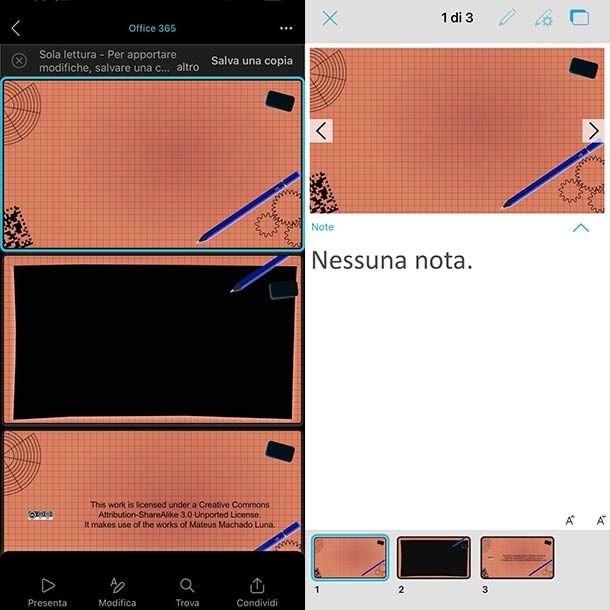 Office 365
Sola lettura - Per apportare
modifiche, salvare una c... altro
Salva una copia
This work is licensed under a Creative Commons
Attribution-ShareAlike 3.0 Unported License.
It makes use of the works of Mateus Machado Luna.
Presenta
Modifica
Trova
Condividi
1 di 3
Note
Nessuna nota.
A A
1
2
3